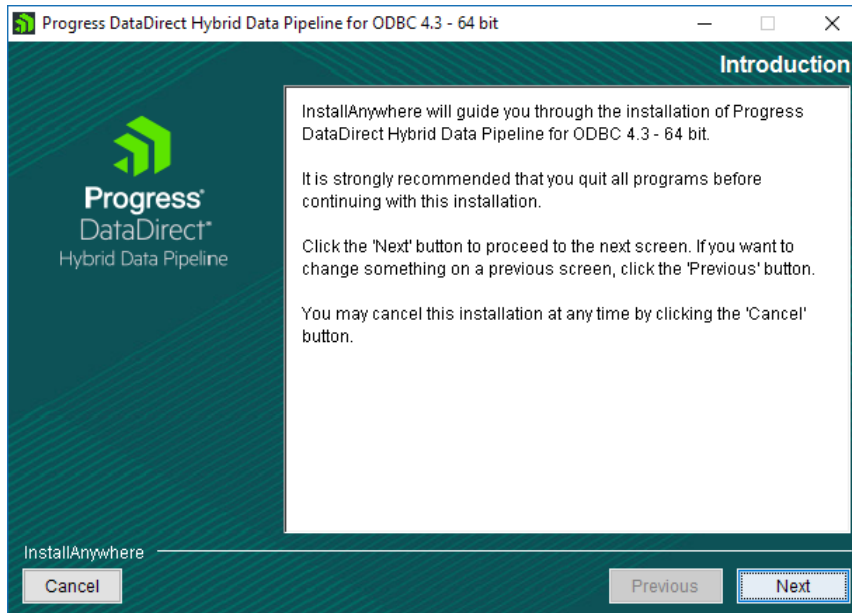 Progress DataDirect Hybrid Data Pipeline for ODBC 4.3 - 64 bit
Introduction
Progress®
DataDirect®
Hybrid Data Pipeline
InstallAnywhere will guide you through the installation of Progress
DataDirect Hybrid Data Pipeline for ODBC 4.3 - 64 bit.
It is strongly recommended that you quit all programs before
continuing with this installation.
Click the 'Next' button to proceed to the next screen. If you want to
change something on a previous screen, click the 'Previous' button.
You may cancel this installation at any time by clicking the 'Cancel'
button.
InstallAnywhere
Cancel
Previous
Next